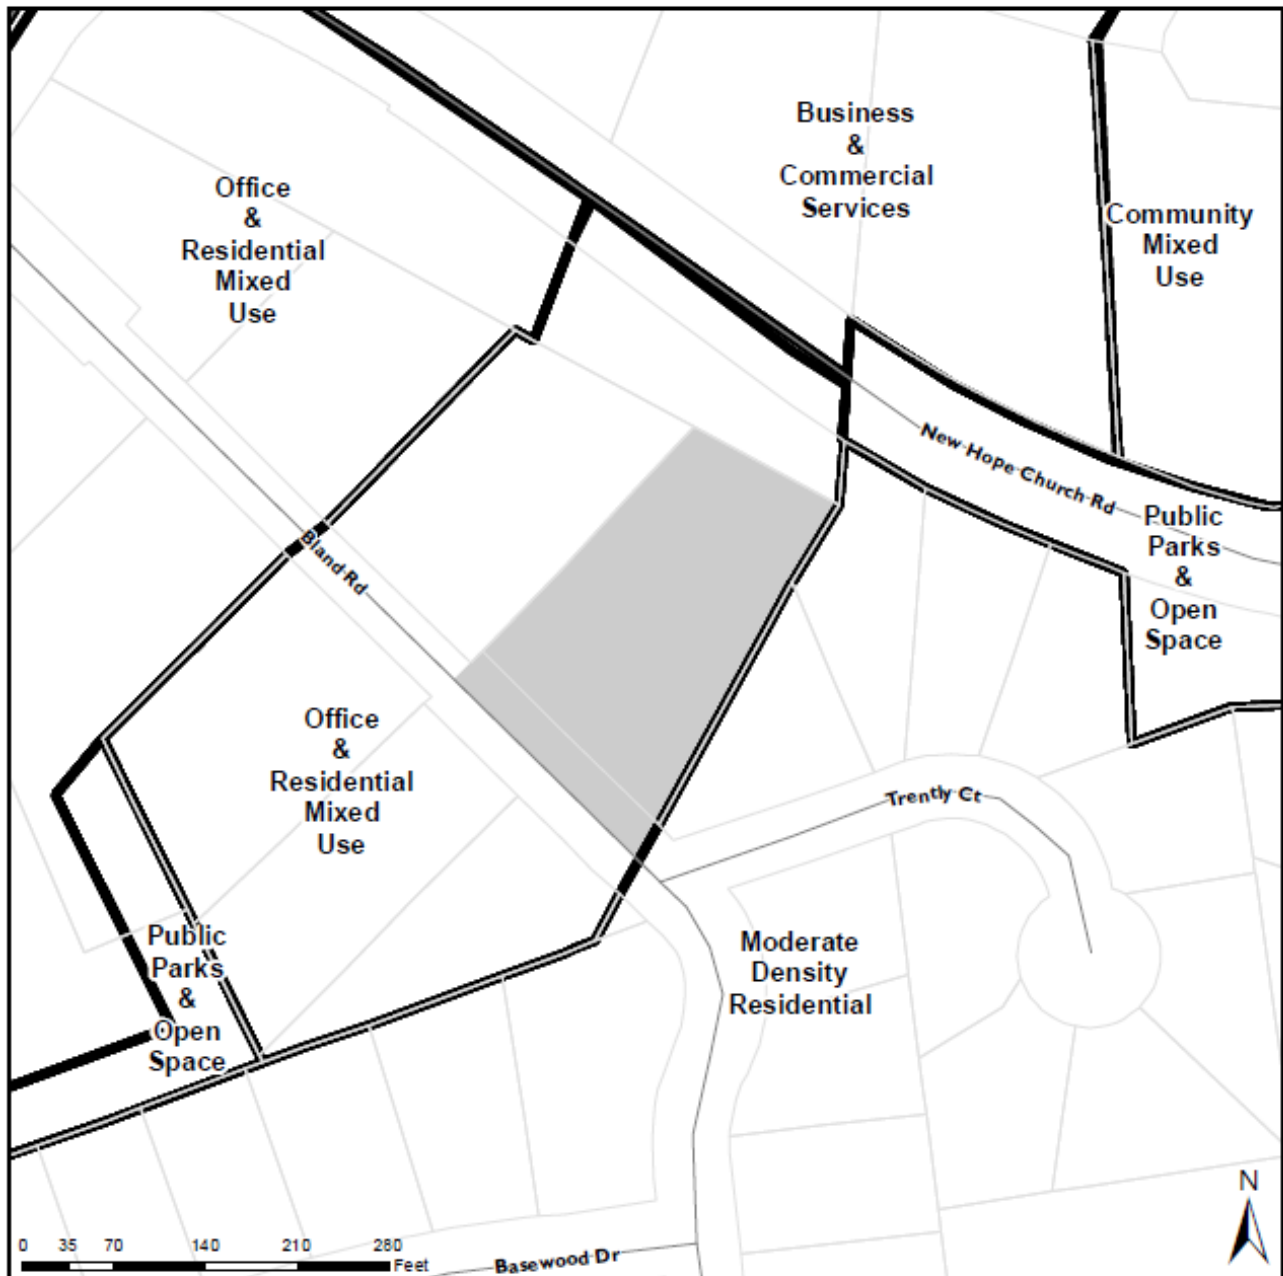 Business
&
Commercial
Services
Office
&
Residential
Mixed
Use
Community
Mixed
Use
New Hope Church Rd
Public
Parks
&
Open
Space
Bland Rd
Office
&
Residential
Mixed
Use
Trently Ct
Public
Parks
&
Open
Space
Moderate
Density
Residential
N
0 35 70 140 210 280
Feet
Basewood Dr